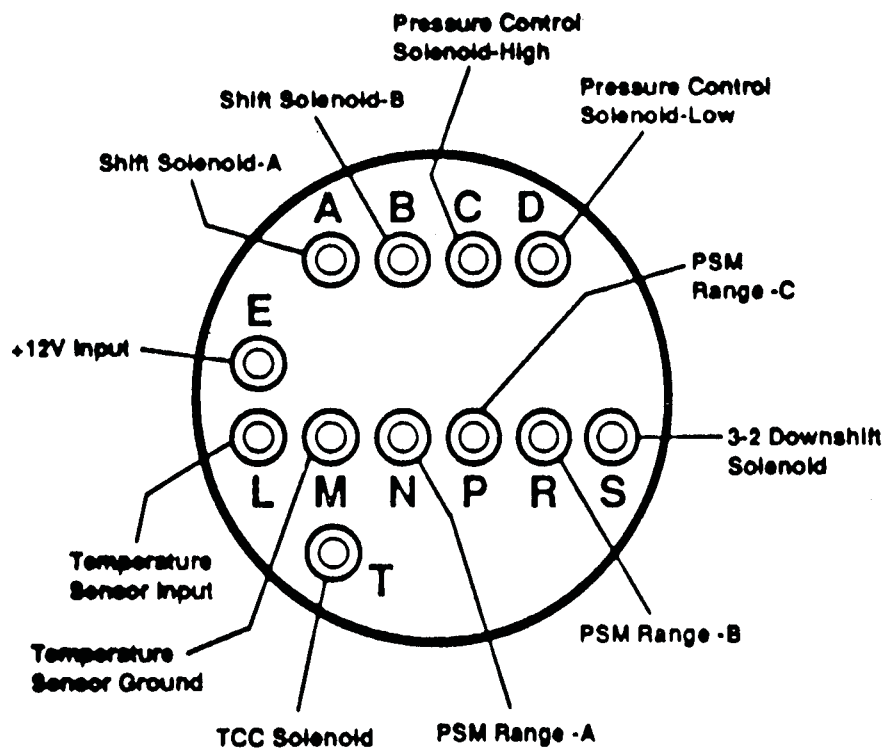 Pressure Control
Solenoid-High
Pressure Control
Solenoid-Low
Shift Solenoid-B
Shift Solenoid-A
A B C D
PSM
Range -C
E
+12V Input
3-2 Downshift
Solenoid
L M N P R S
Temperature
Sensor Input
T
PSM Range -B
Temperature
Sensor Ground
TCC Solenoid
PSM Range -A